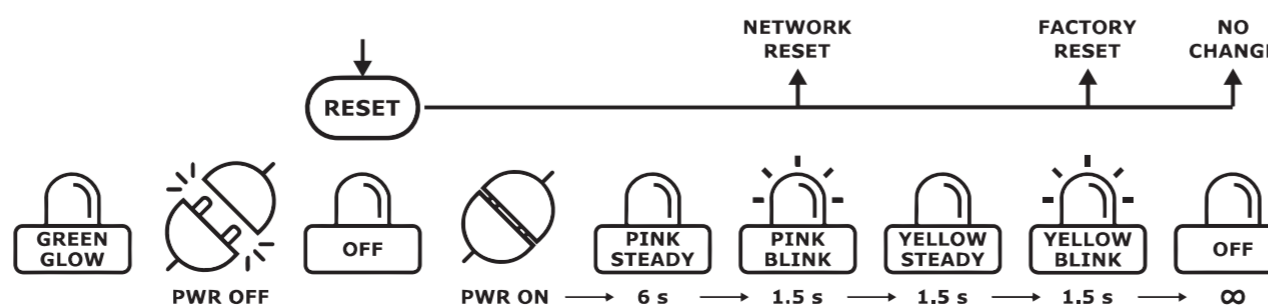 NETWORK
RESET
FACTORY
RESET
NO
CHANGE
RESET
GREEN
GLOW
OFF
PINK
STEADY
PINK
BLINK
YELLOW
STEADY
YELLOW
BLINK
OFF
PWR OFF
PWR ON → 6 s → 1.5 s → 1,5 s → 1,5 s → ∞